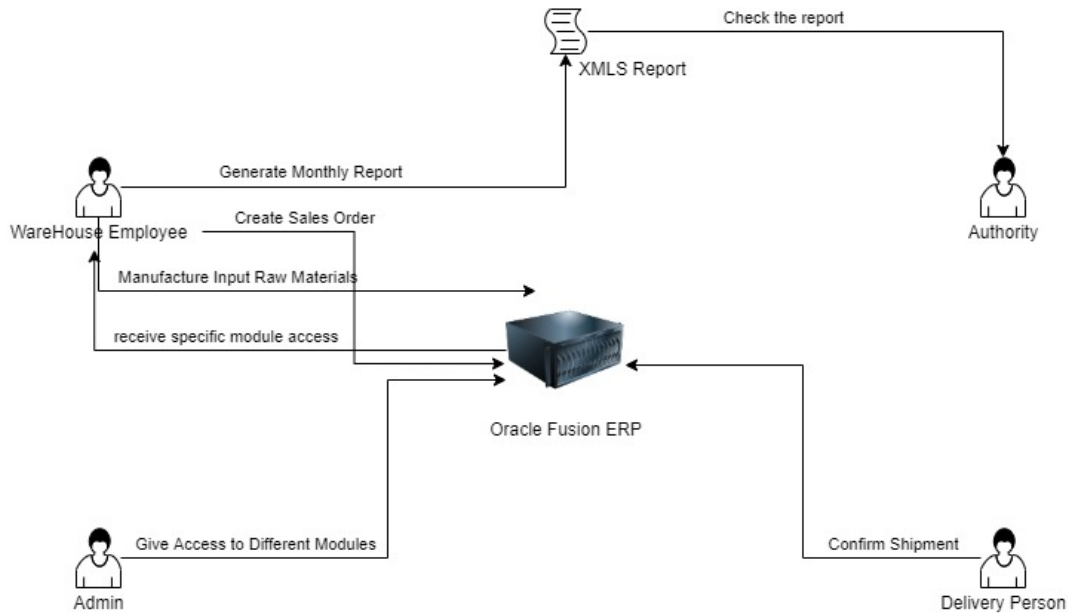 Check the report
XMLS Report
Generate Monthly Report
Create Sales Order
WareHouse Employee
Authority
Manufacture Input Raw Materials
receive specific module access
Oracle Fusion ERP
Give Access to Different Modules
Confirm Shipment
Admin
Delivery Person